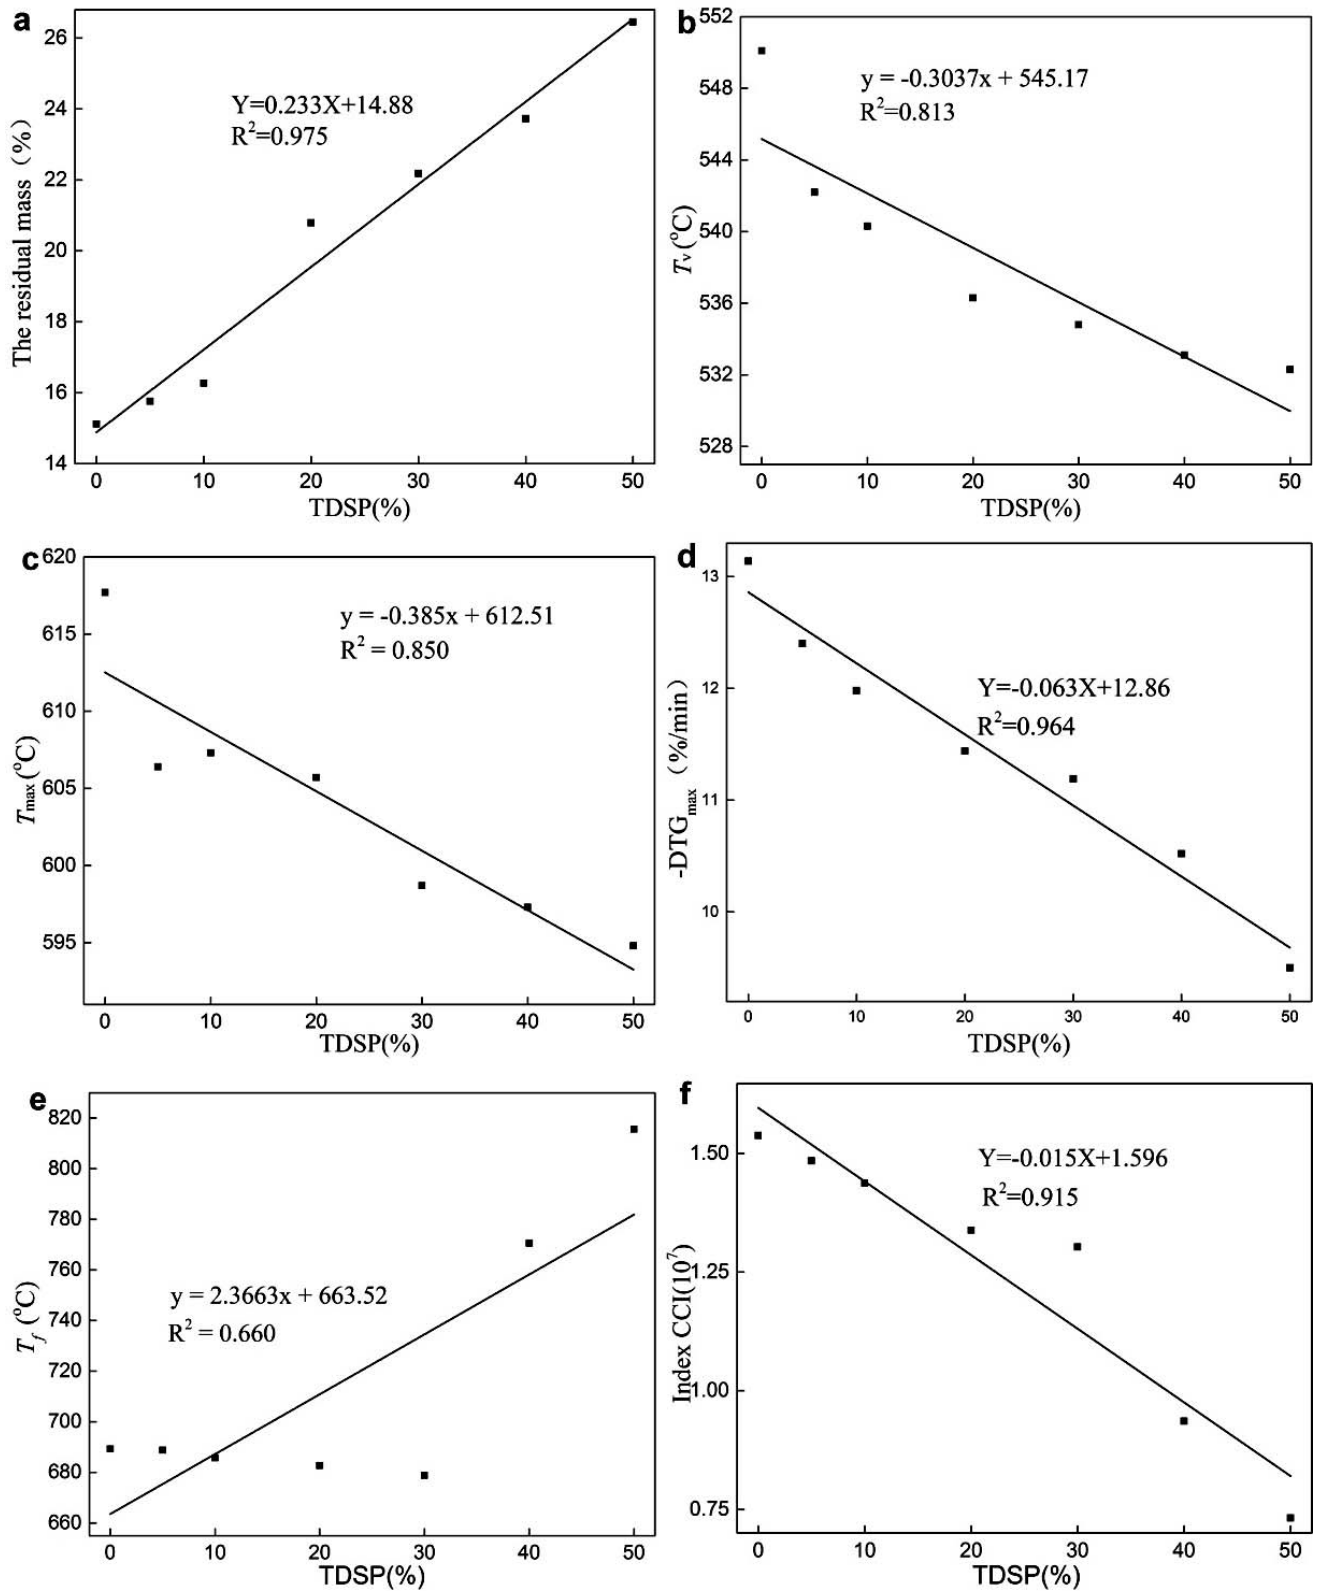 a
26
24
22
20
18
16
14
The residual mass（%）
Y=0.233X+14.88
R²=0.975
0 10 20 30 40 50
TDSP(%)
b
552
548
544
540
536
532
528
Tv(°C)
y = -0.3037x + 545.17
R²=0.813
0 10 20 30 40 50
TDSP(%)
c
620
615
610
605
600
595
Tmax(°C)
y = -0.385x + 612.51
R² = 0.850
0 10 20 30 40 50
TDSP(%)
d
13
12
11
10
-DTGmax（%/min）
Y=-0.063X+12.86
R²=0.964
0 10 20 30 40 50
TDSP(%)
e
820
800
780
760
740
720
700
680
660
Tf (°C)
y = 2.3663x + 663.52
R² = 0.660
0 10 20 30 40 50
TDSP(%)
f
1.50
1.25
1.00
0.75
Index CCI(10⁷)
Y=-0.015X+1.596
R²=0.915
0 10 20 30 40 50
TDSP(%)